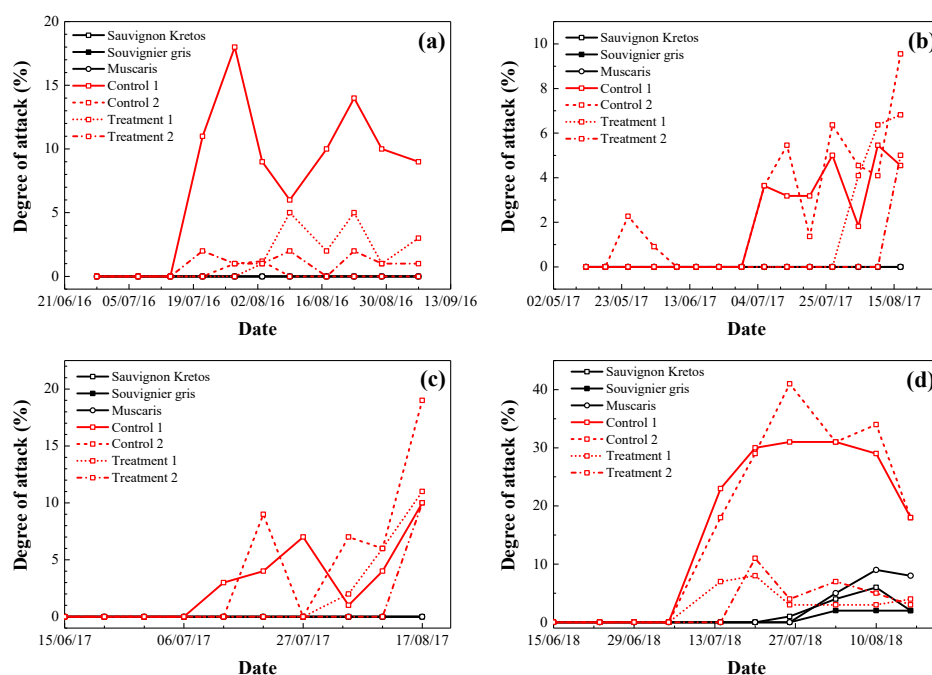 (a)
Degree of attack (%)
20
15
10
5
0
Sauvignon Kretos
Souvignier gris
Muscaris
Control 1
Control 2
Treatment 1
Treatment 2
21/06/16 05/07/16 19/07/16 02/08/16 16/08/16 30/08/16 13/09/16
Date
(b)
Degree of attack (%)
10
8
6
4
2
0
Sauvignon Kretos
Souvignier gris
Muscaris
Control 1
Control 2
Treatment 1
Treatment 2
02/05/17 23/05/17 13/06/17 04/07/17 25/07/17 15/08/17
Date
(c)
Degree of attack (%)
20
15
10
5
0
Sauvignon Kretos
Souvignier gris
Muscaris
Control 1
Control 2
Treatment 1
Treatment 2
15/06/17 06/07/17 27/07/17 17/08/17
Date
(d)
Degree of attack (%)
40
30
20
10
0
Sauvignon Kretos
Souvignier gris
Muscaris
Control 1
Control 2
Treatment 1
Treatment 2
15/06/18 29/06/18 13/07/18 27/07/18 10/08/18
Date